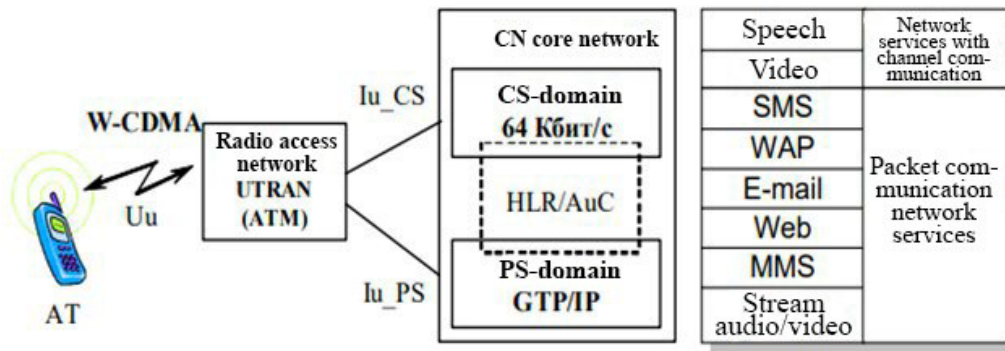 W-CDMA
Uu
AT
Radio access
network
UTRAN
(ATM)
Iu_CS
Iu_PS
CN core network
CS-domain
64 Кбит/с
HLR/AuC
PS-domain
GTP/IP
Speech
Video
SMS
WAP
E-mail
Web
MMS
Stream
audio/video
Network
services with
channel com-
munication
Packet com-
munication
network
services